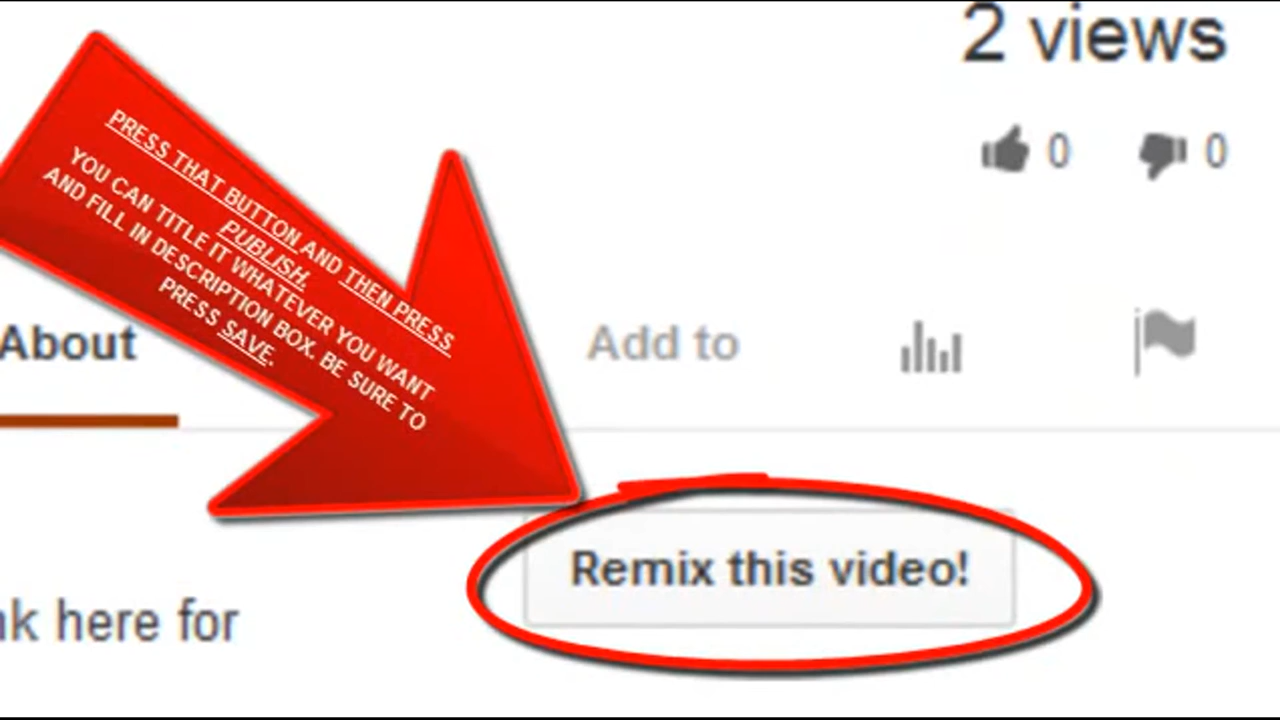 2 views
0 0
PRESS THAT BUTTON AND THEN PRESS
PUBLISH.
YOU CAN TITLE IT WHATEVER YOU WANT
AND FILL IN DESCRIPTION BOX. BE SURE TO
PRESS SAVE.
About Add to
Remix this video!
nk here for